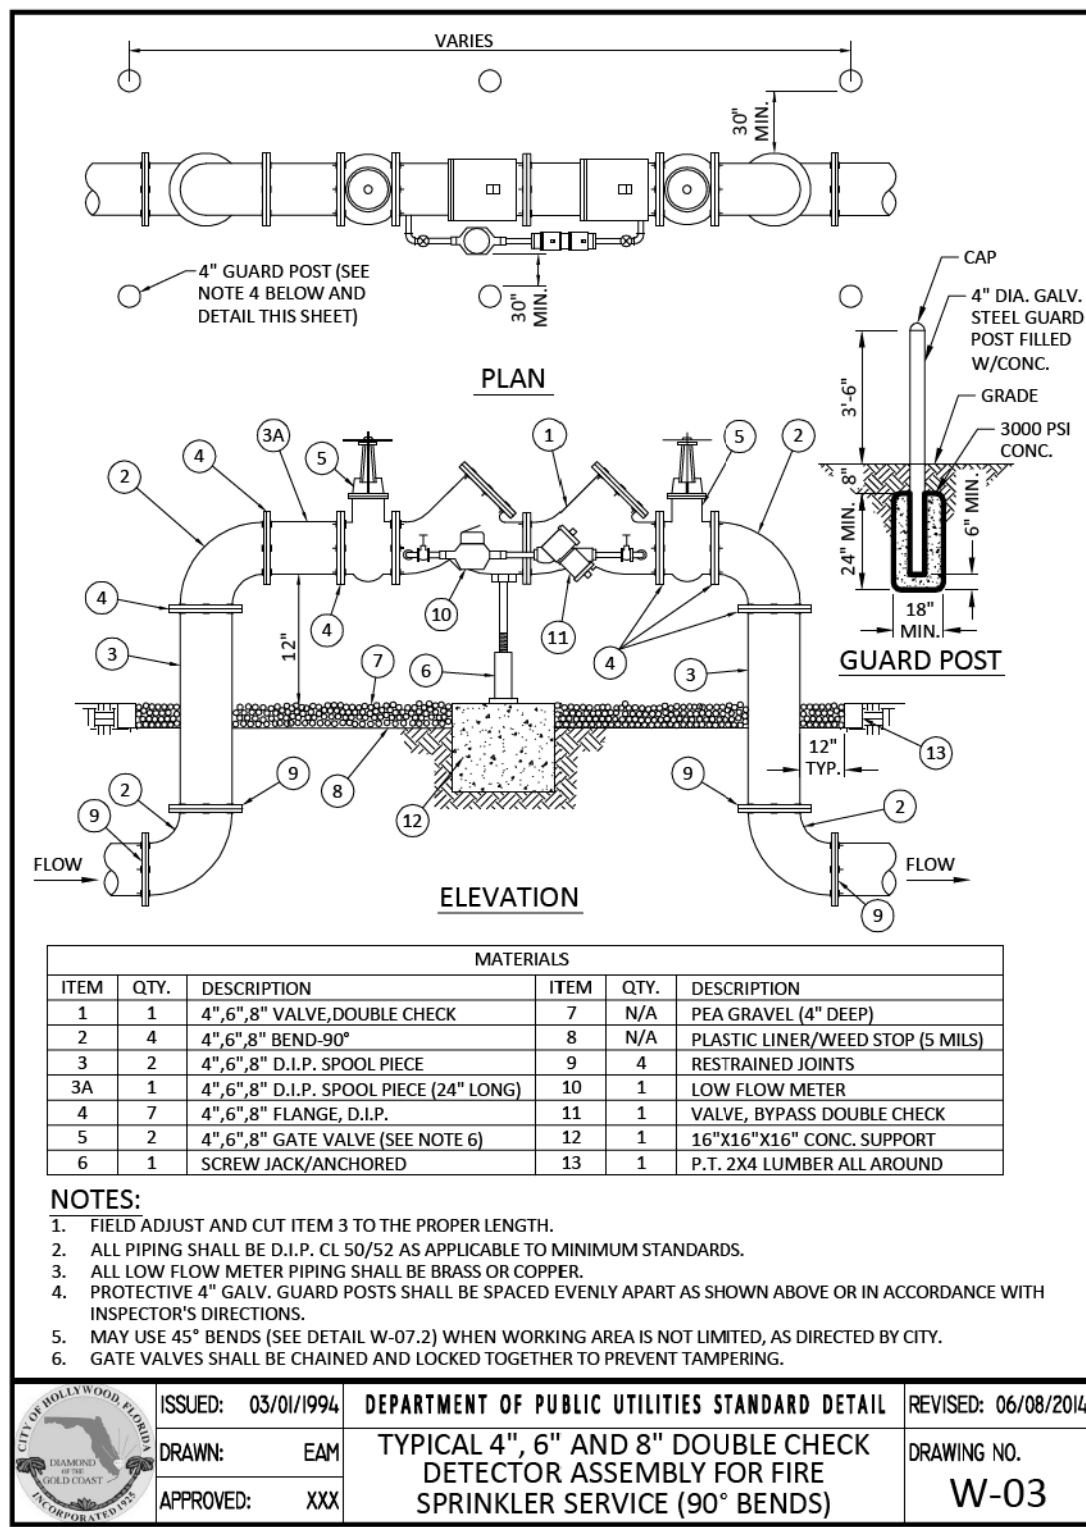 VARIES
30"
MIN.
4" GUARD POST (SEE
NOTE 4 BELOW AND
DETAIL THIS SHEET)
30"
MIN.
PLAN
CAP
4" DIA. GALV.
STEEL GUARD
POST FILLED
W/CONC.
GRADE
3000 PSI
CONC.
3'-6"
8"
24" MIN.
6" MIN.
18"
MIN.
GUARD POST
2
4
3A
5
1
5
2
4
10
11
4
4
3
12"
7
6
3
12"
TYP.
13
2
9
8
12
9
2
9
9
FLOW
FLOW
ELEVATION
MATERIALS
ITEM QTY. DESCRIPTION ITEM QTY. DESCRIPTION
1 1 4",6",8" VALVE,DOUBLE CHECK 7 N/A PEA GRAVEL (4" DEEP)
2 4 4",6",8" BEND-90° 8 N/A PLASTIC LINER/WEED STOP (5 MILS)
3 2 4",6",8" D.I.P. SPOOL PIECE 9 4 RESTRAINED JOINTS
3A 1 4",6",8" D.I.P. SPOOL PIECE (24" LONG) 10 1 LOW FLOW METER
4 7 4",6",8" FLANGE, D.I.P. 11 1 VALVE, BYPASS DOUBLE CHECK
5 2 4",6",8" GATE VALVE (SEE NOTE 6) 12 1 16"X16"X16" CONC. SUPPORT
6 1 SCREW JACK/ANCHORED 13 1 P.T. 2X4 LUMBER ALL AROUND
NOTES:
1. FIELD ADJUST AND CUT ITEM 3 TO THE PROPER LENGTH.
2. ALL PIPING SHALL BE D.I.P. CL 50/52 AS APPLICABLE TO MINIMUM STANDARDS.
3. ALL LOW FLOW METER PIPING SHALL BE BRASS OR COPPER.
4. PROTECTIVE 4" GALV. GUARD POSTS SHALL BE SPACED EVENLY APART AS SHOWN ABOVE OR IN ACCORDANCE WITH
INSPECTOR'S DIRECTIONS.
5. MAY USE 45° BENDS (SEE DETAIL W-07.2) WHEN WORKING AREA IS NOT LIMITED, AS DIRECTED BY CITY.
6. GATE VALVES SHALL BE CHAINED AND LOCKED TOGETHER TO PREVENT TAMPERING.
CITY OF HOLLYWOOD, FLORIDA
DIAMOND
OF THE
GOLD COAST
INCORPORATED 1925
ISSUED: 03/01/1994
DRAWN: EAM
APPROVED: XXX
DEPARTMENT OF PUBLIC UTILITIES STANDARD DETAIL
TYPICAL 4", 6" AND 8" DOUBLE CHECK
DETECTOR ASSEMBLY FOR FIRE
SPRINKLER SERVICE (90° BENDS)
REVISED: 06/08/2014
DRAWING NO.
W-03